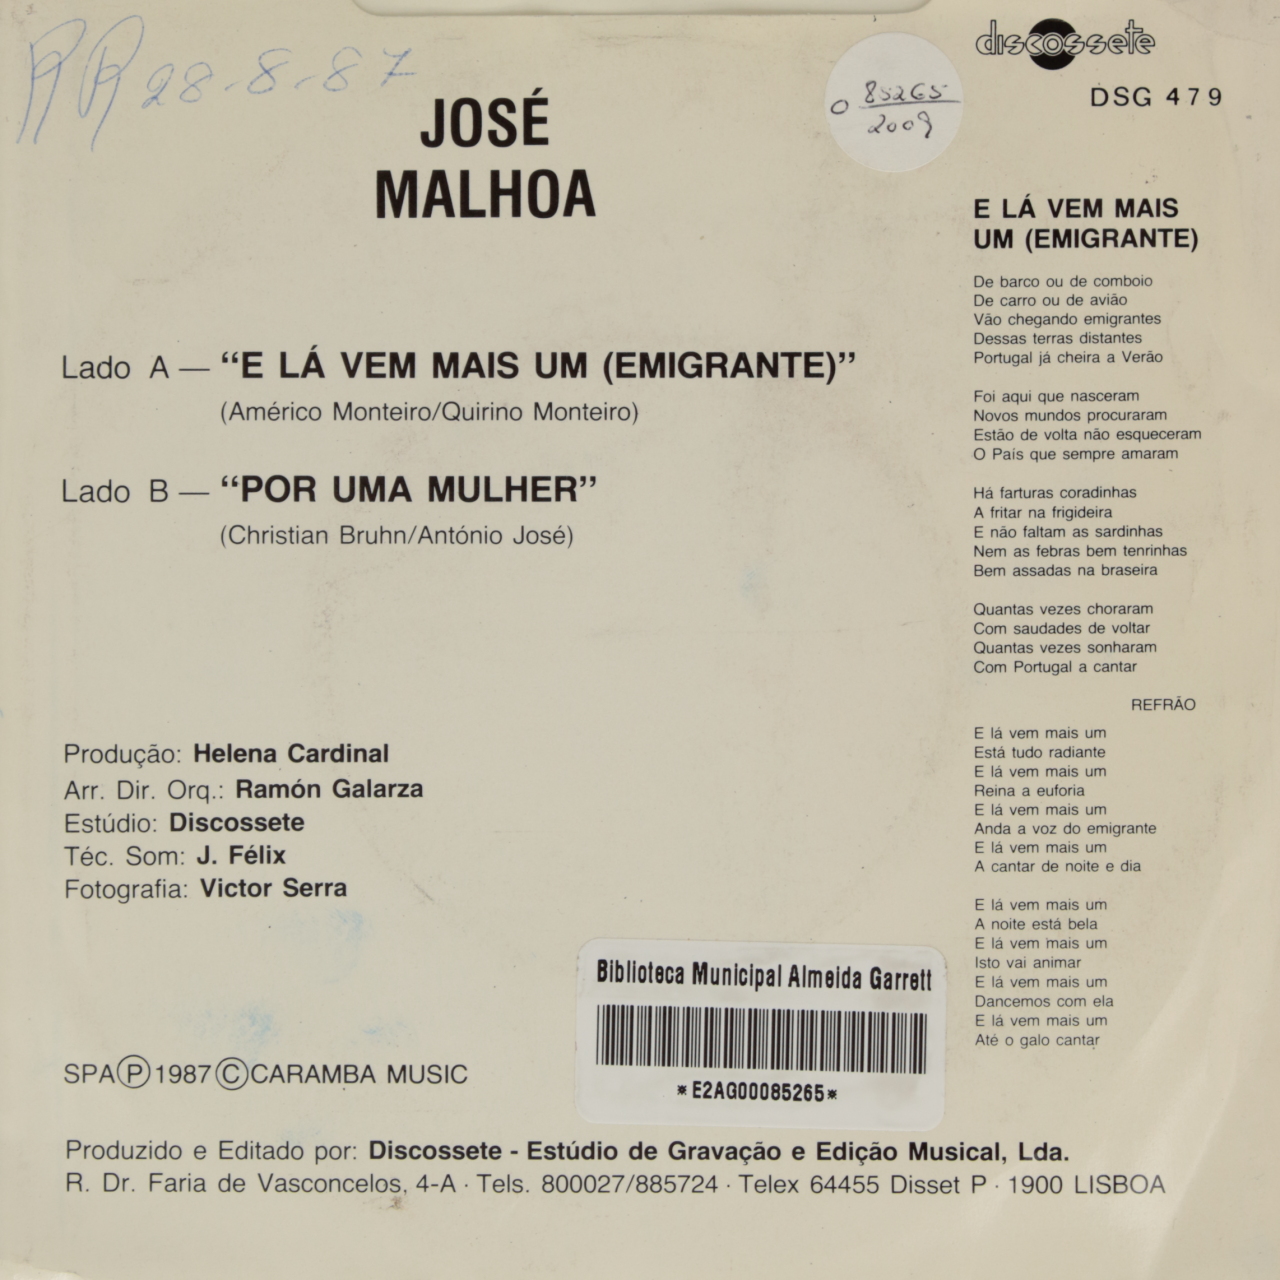 RR 28-8-87
JOSÉ
MALHOA
O 85265
2009
discossete
DSG 479
Lado A — “E LÁ VEM MAIS UM (EMIGRANTE)”
(Américo Monteiro/Quirino Monteiro)
Lado B — “POR UMA MULHER”
(Christian Bruhn/António José)
Produção: Helena Cardinal
Arr. Dir. Orq.: Ramón Galarza
Estúdio: Discossete
Téc. Som: J. Félix
Fotografia: Victor Serra
E LÁ VEM MAIS
UM (EMIGRANTE)
De barco ou de comboio
De carro ou de avião
Vão chegando emigrantes
Dessas terras distantes
Portugal já cheira a Verão
Foi aqui que nasceram
Novos mundos procuraram
Estão de volta não esqueceram
O País que sempre amaram
Há farturas coradinhas
A fritar na frigideira
E não faltam as sardinhas
Nem as febras bem tenrinhas
Bem assadas na braseira
Quantas vezes choraram
Com saudades de voltar
Quantas vezes sonharam
Com Portugal a cantar
REFRÃO
E lá vem mais um
Está tudo radiante
E lá vem mais um
Reina a euforia
E lá vem mais um
Anda a voz do emigrante
E lá vem mais um
A cantar de noite e dia
E lá vem mais um
A noite está bela
E lá vem mais um
Isto vai animar
E lá vem mais um
Dancemos com ela
E lá vem mais um
Até o galo cantar
Biblioteca Municipal Almeida Garrett
*E2AG00085265*
SPA Ⓟ 1987 © CARAMBA MUSIC
Produzido e Editado por: Discossete - Estúdio de Gravação e Edição Musical, Lda.
R. Dr. Faria de Vasconcelos, 4-A · Tels. 800027/885724 · Telex 64455 Disset P · 1900 LISBOA